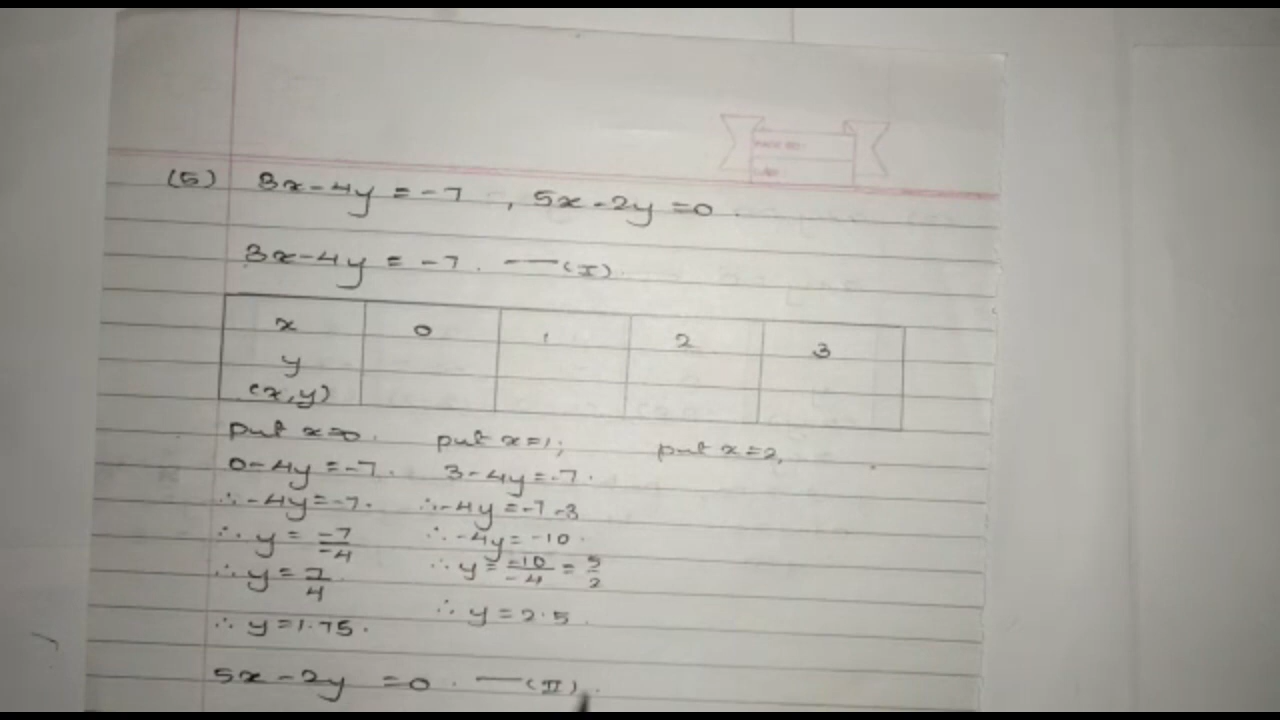 (5) 3x-4y = -7 , 5x-2y =0.
3x-4y = -7. —(I).
x 0 1 2 3
y
(x,y)
put x=0. put x=1; put x=2,
0-4y=-7. 3-4y=-7.
∴-4y=-7. ∴-4y=-7-3
∴ y = -7/-4 ∴-4y=-10.
∴ y = 7/4 ∴ y = -10/-4 = 5/2
∴ y=1.75. ∴ y=2.5.
5x-2y =0. —(II).